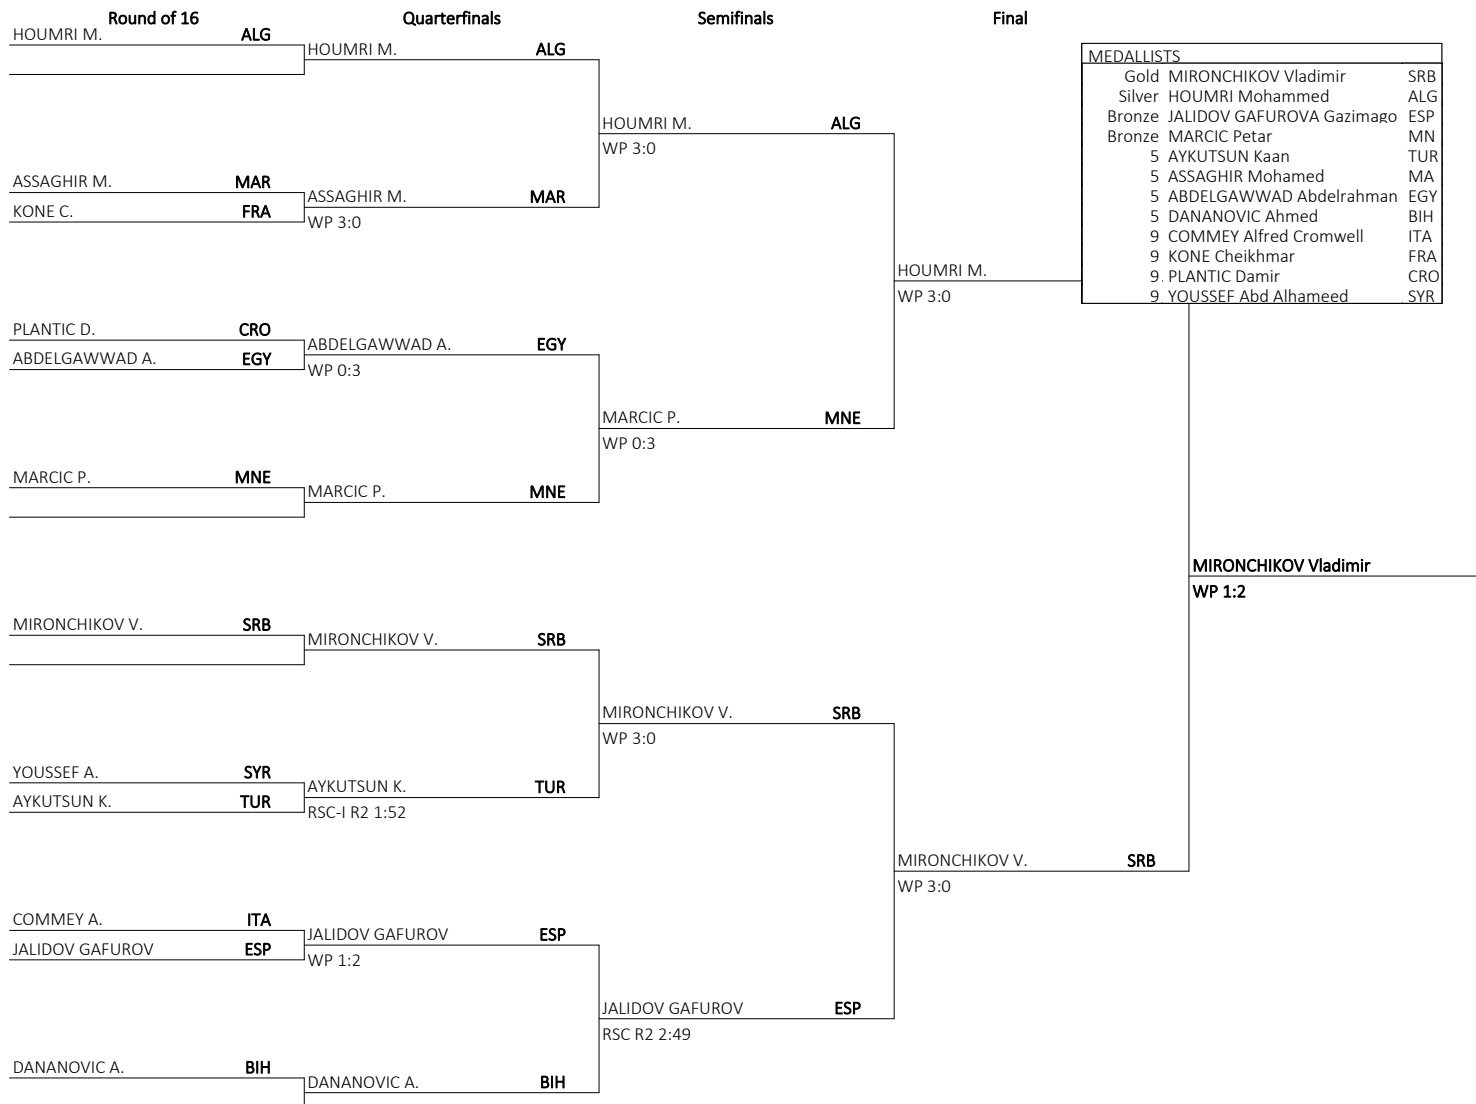 Round of 16 Quarterfinals Semifinals Final
HOUMRI M. ALG
HOUMRI M. ALG
MEDALLISTS
Gold MIRONCHIKOV Vladimir SRB
Silver HOUMRI Mohammed ALG
Bronze JALIDOV GAFUROVA Gazimago ESP
Bronze MARCIC Petar MN
5 AYKUTSUN Kaan TUR
5 ASSAGHIR Mohamed MA
5 ABDELGAWWAD Abdelrahman EGY
5 DANANOVIC Ahmed BIH
9 COMMEY Alfred Cromwell ITA
9 KONE Cheikhmar FRA
9. PLANTIC Damir CRO
9. YOUSSEF Abd Alhameed SYR
HOUMRI M. ALG
WP 3:0
ASSAGHIR M. MAR
ASSAGHIR M. MAR
KONE C. FRA
WP 3:0
HOUMRI M.
WP 3:0
PLANTIC D. CRO
ABDELGAWWAD A. EGY
ABDELGAWWAD A. EGY
WP 0:3
MARCIC P. MNE
WP 0:3
MARCIC P. MNE
MARCIC P. MNE
MIRONCHIKOV Vladimir
WP 1:2
MIRONCHIKOV V. SRB
MIRONCHIKOV V. SRB
MIRONCHIKOV V. SRB
WP 3:0
YOUSSEF A. SYR
AYKUTSUN K. TUR
AYKUTSUN K. TUR
RSC-I R2 1:52
MIRONCHIKOV V. SRB
WP 3:0
COMMEY A. ITA
JALIDOV GAFUROV ESP
JALIDOV GAFUROV ESP
WP 1:2
JALIDOV GAFUROV ESP
RSC R2 2:49
DANANOVIC A. BIH
DANANOVIC A. BIH